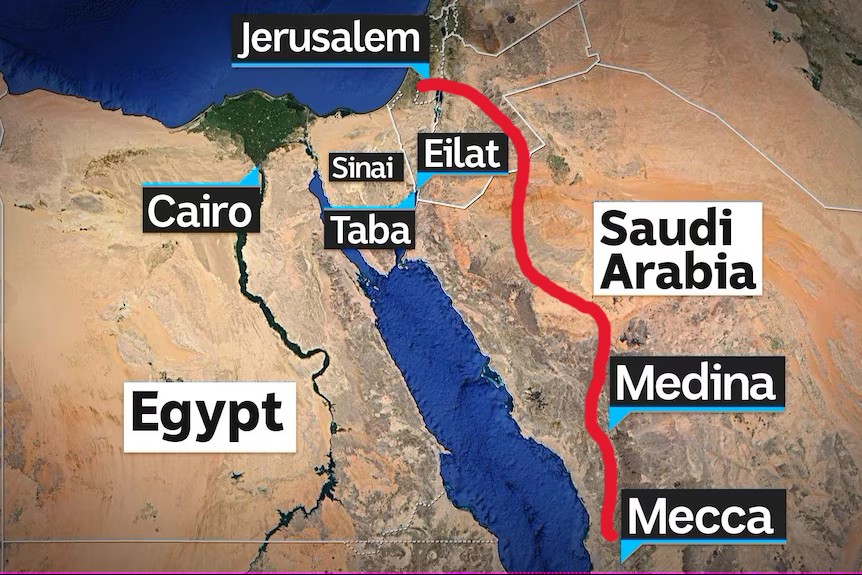 Jerusalem
Sinai
Eilat
Cairo
Taba
Saudi
Arabia
Medina
Egypt
Mecca